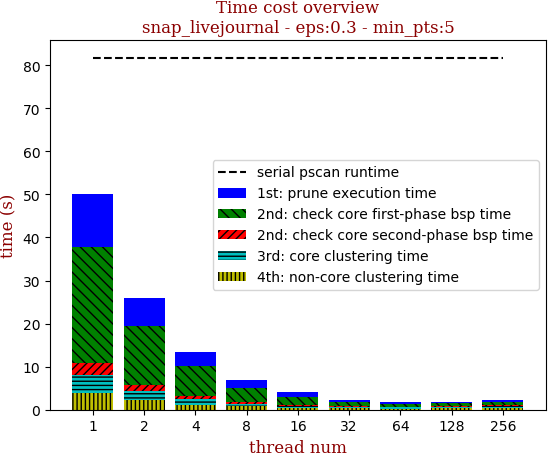 Time cost overview
snap_livejournal - eps:0.3 - min_pts:5
time (s)
80
70
60
50
40
30
20
10
0
serial pscan runtime
1st: prune execution time
2nd: check core first-phase bsp time
2nd: check core second-phase bsp time
3rd: core clustering time
4th: non-core clustering time
1 2 4 8 16 32 64 128 256
thread num